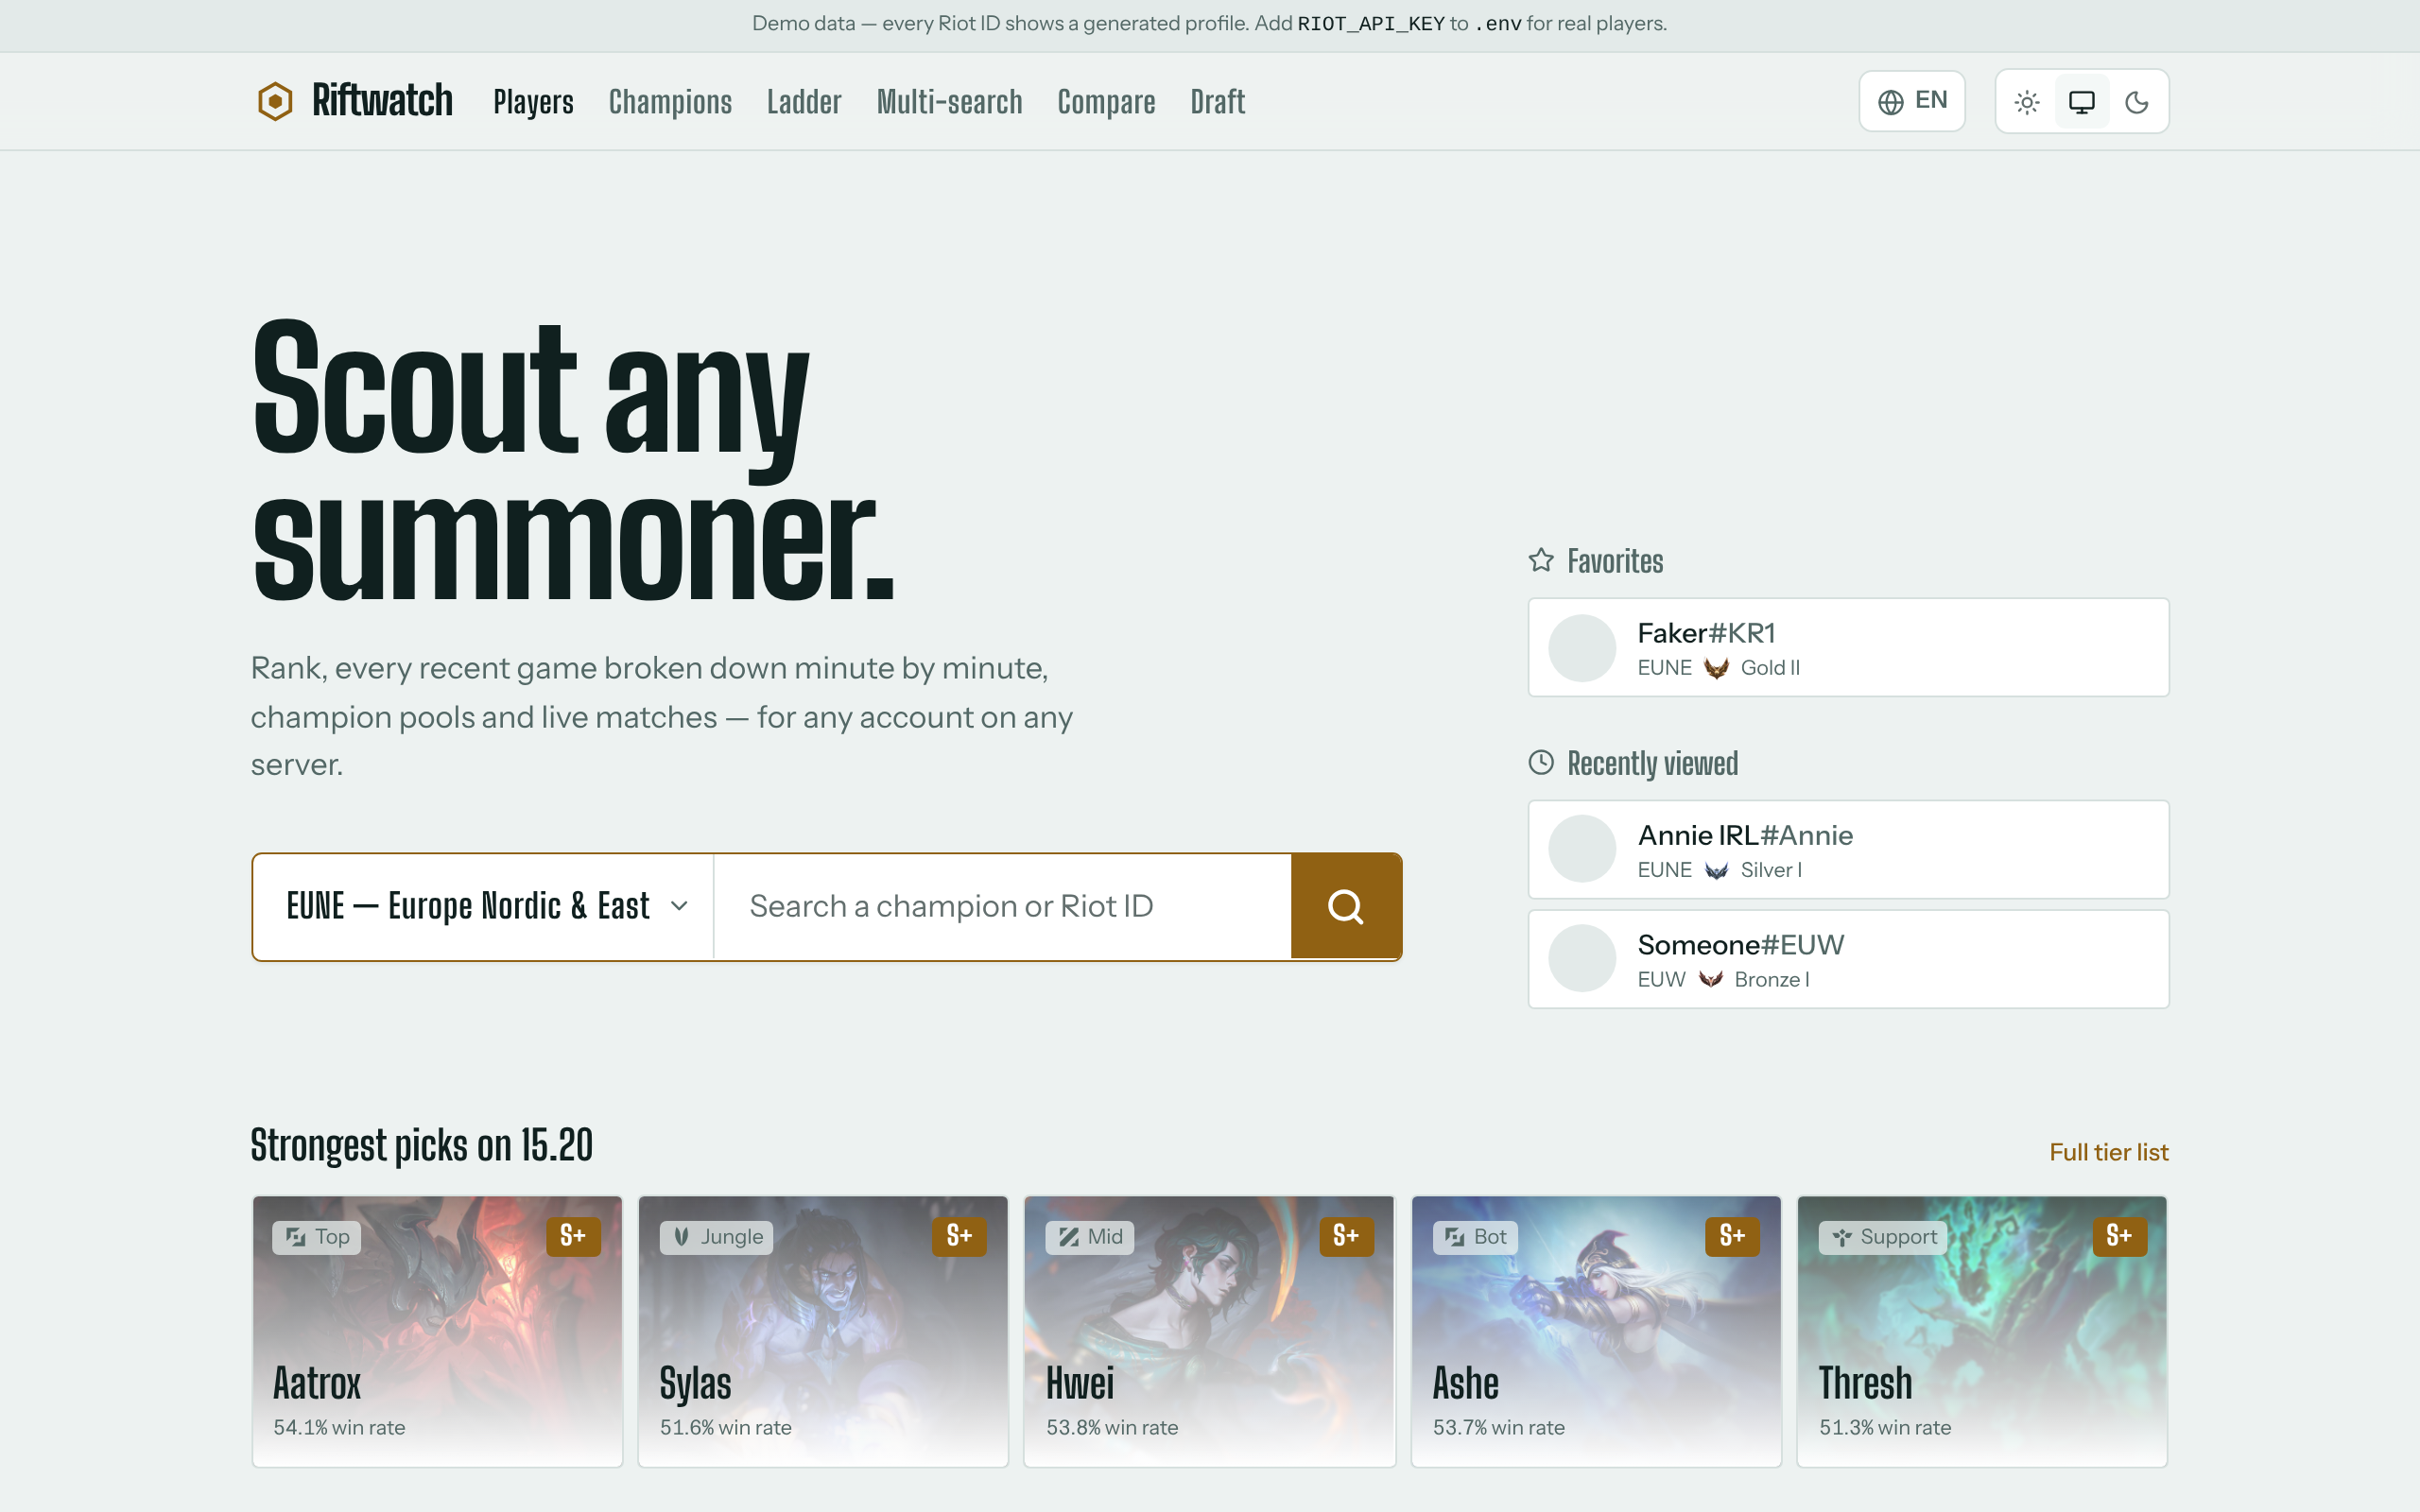 Demo data — every Riot ID shows a generated profile. Add RIOT_API_KEY to .env for real players.
Riftwatch Players Champions Ladder Multi-search Compare Draft EN
Scout any
summoner.
Rank, every recent game broken down minute by minute,
champion pools and live matches — for any account on any
server.
EUNE — Europe Nordic & East Search a champion or Riot ID
Favorites
Faker#KR1
EUNE Gold II
Recently viewed
Annie IRL#Annie
EUNE Silver I
Someone#EUW
EUW Bronze I
Strongest picks on 15.20 Full tier list
Top S+
Aatrox
54.1% win rate
Jungle S+
Sylas
51.6% win rate
Mid S+
Hwei
53.8% win rate
Bot S+
Ashe
53.7% win rate
Support S+
Thresh
51.3% win rate